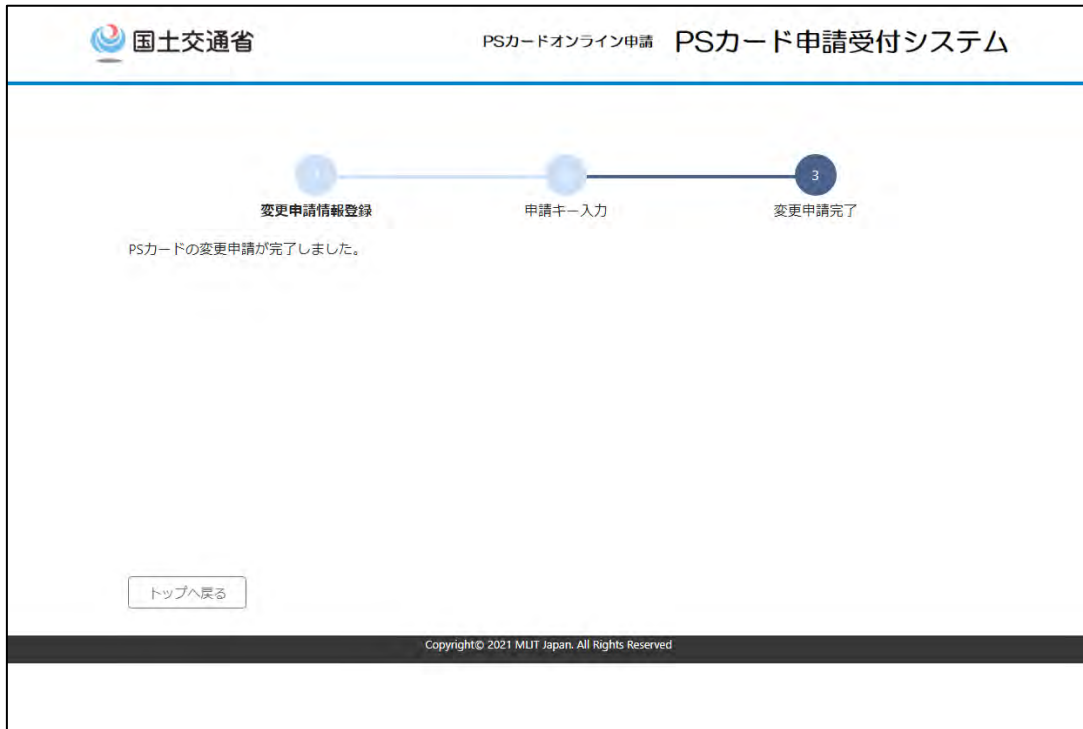 国土交通省
PSカードオンライン申請 PSカード申請受付システム
3
変更申請情報登録 申請キー入力 変更申請完了
PSカードの変更申請が完了しました。
トップへ戻る
Copyright© 2021 MLIT Japan. All Rights Reserved